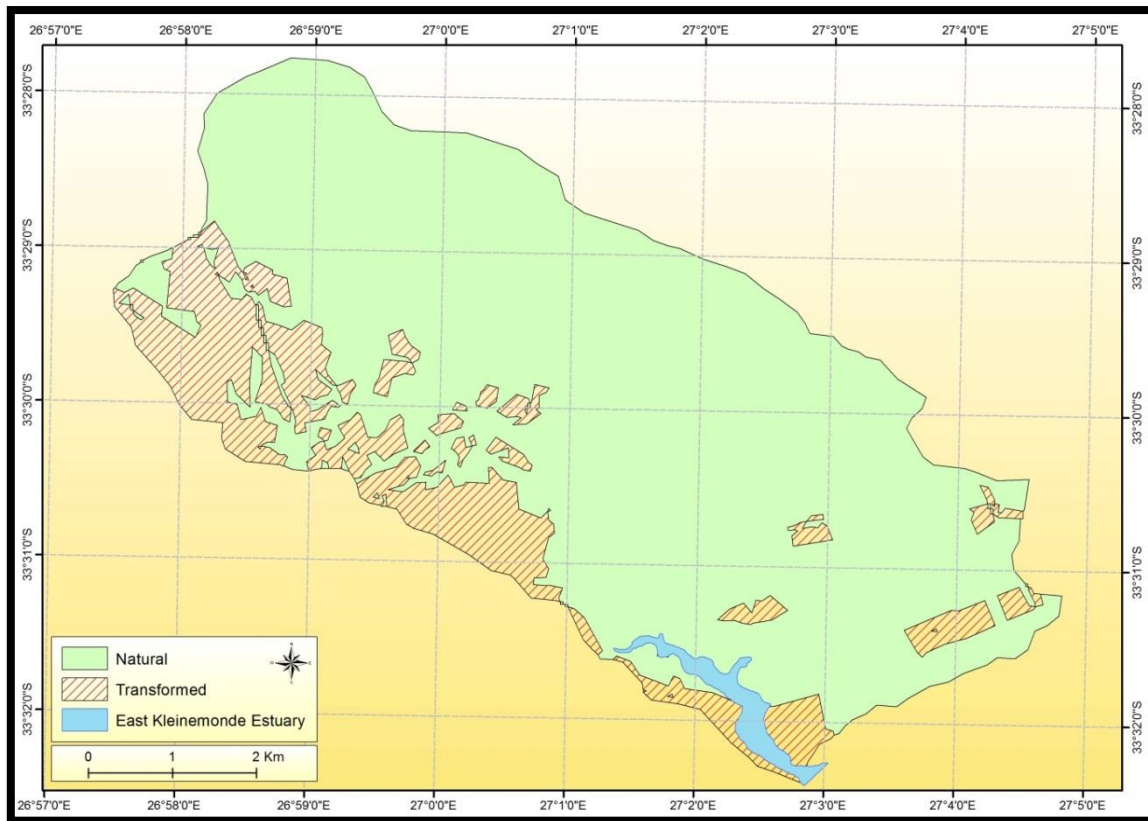 26°57'0"E 26°58'0"E 26°59'0"E 27°0'0"E 27°1'0"E 27°2'0"E 27°3'0"E 27°4'0"E 27°5'0"E
33°28'0"S 33°28'0"S
33°29'0"S 33°29'0"S
33°30'0"S 33°30'0"S
33°31'0"S 33°31'0"S
Natural
Transformed
East Kleinemonde Estuary
33°32'0"S 33°32'0"S
0 1 2 Km
26°57'0"E 26°58'0"E 26°59'0"E 27°0'0"E 27°1'0"E 27°2'0"E 27°3'0"E 27°4'0"E 27°5'0"E